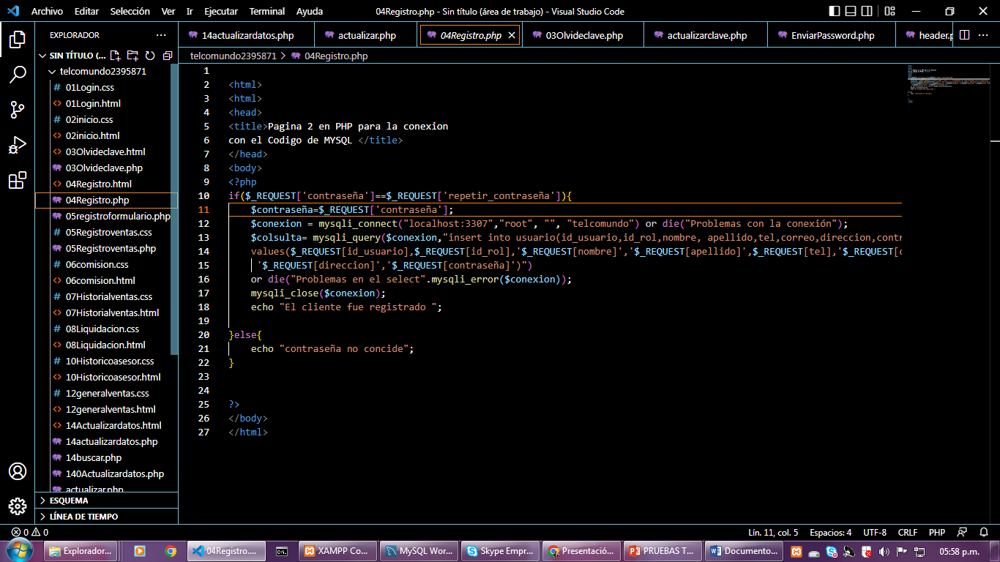 Archivo Editar Selección Ver Ir Ejecutar Terminal Ayuda
04Registro.php - Sin título (área de trabajo) - Visual Studio Code
EXPLORADOR
SIN TÍTULO (...
telcomundo2395871
01Login.css
01Login.html
02inicio.css
02inicio.html
03Olvideclave.html
03Olvideclave.php
04Registro.html
04Registro.php
05registroformulario.php
05Registroventas.css
05Registroventas.php
06comision.css
06comision.html
07Historialventas.css
07Historialventas.html
08Liquidacion.css
08Liquidacion.html
10Historicoasesor.css
10Historicoasesor.html
12generalventas.css
12generalventas.html
14Actualizardatos.html
14actualizardatos.php
14buscar.php
140Actualizardatos.php
actualizar.php
ESQUEMA
LÍNEA DE TIEMPO
14actualizardatos.php actualizar.php 04Registro.php 03Olvideclave.php actualizarclave.php EnviarPassword.php header.p
telcomundo2395871 > 04Registro.php
1
2 <html>
3 <html>
4 <head>
5 <title>Pagina 2 en PHP para la conexion
6 con el Codigo de MYSQL </title>
7 </head>
8 <body>
9 <?php
10 if($_REQUEST['contraseña']==$_REQUEST['repetir_contraseña']){
11 $contraseña=$_REQUEST['contraseña'];
12 $conexion = mysqli_connect("localhost:3307","root", "", "telcomundo") or die("Problemas con la conexión");
13 $colsulta= mysqli_query($conexion,"insert into usuario(id_usuario,id_rol,nombre, apellido,tel,correo,direccion,contr
14 values($_REQUEST[id_usuario],$_REQUEST[id_rol],'$_REQUEST[nombre]','$_REQUEST[apellido]',$_REQUEST[tel],'$_REQUEST[c
15 '$_REQUEST[direccion]','$_REQUEST[contraseña]')")
16 or die("Problemas en el select".mysqli_error($conexion));
17 mysqli_close($conexion);
18 echo "El cliente fue registrado ";
19
20 }else{
21 echo "contraseña no concide";
22 }
23
24
25 ?>
26 </body>
27 </html>
0 0
Lín. 11, col. 5 Espacios: 4 UTF-8 CRLF PHP
Explorador... 04Registro.... XAMPP Co... MySQL Wor... Skype Empr... Presentació... PRUEBAS T... Documento... 05:58 p.m.